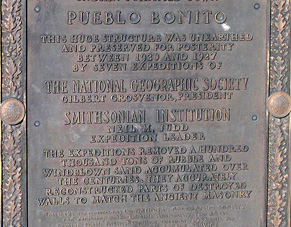 PUEBLO BONITO
THIS HUGE STRUCTURE WAS UNEARTHED
AND PRESERVED FOR POSTERITY
BETWEEN 1920 AND 1927
BY SEVEN EXPEDITIONS OF
THE NATIONAL GEOGRAPHIC SOCIETY
GILBERT GROSVENOR, PRESIDENT
SMITHSONIAN INSTITUTION
NEIL M. JUDD
EXPEDITION LEADER
THE EXPEDITIONS REMOVED A HUNDRED
THOUSAND TONS OF RUBBLE AND
WINDBLOWN SAND ACCUMULATED OVER
THE CENTURIES. THEY ACCURATELY
RECONSTRUCTED PARTS OF DESTROYED
WALLS TO MATCH THE ANCIENT MASONRY